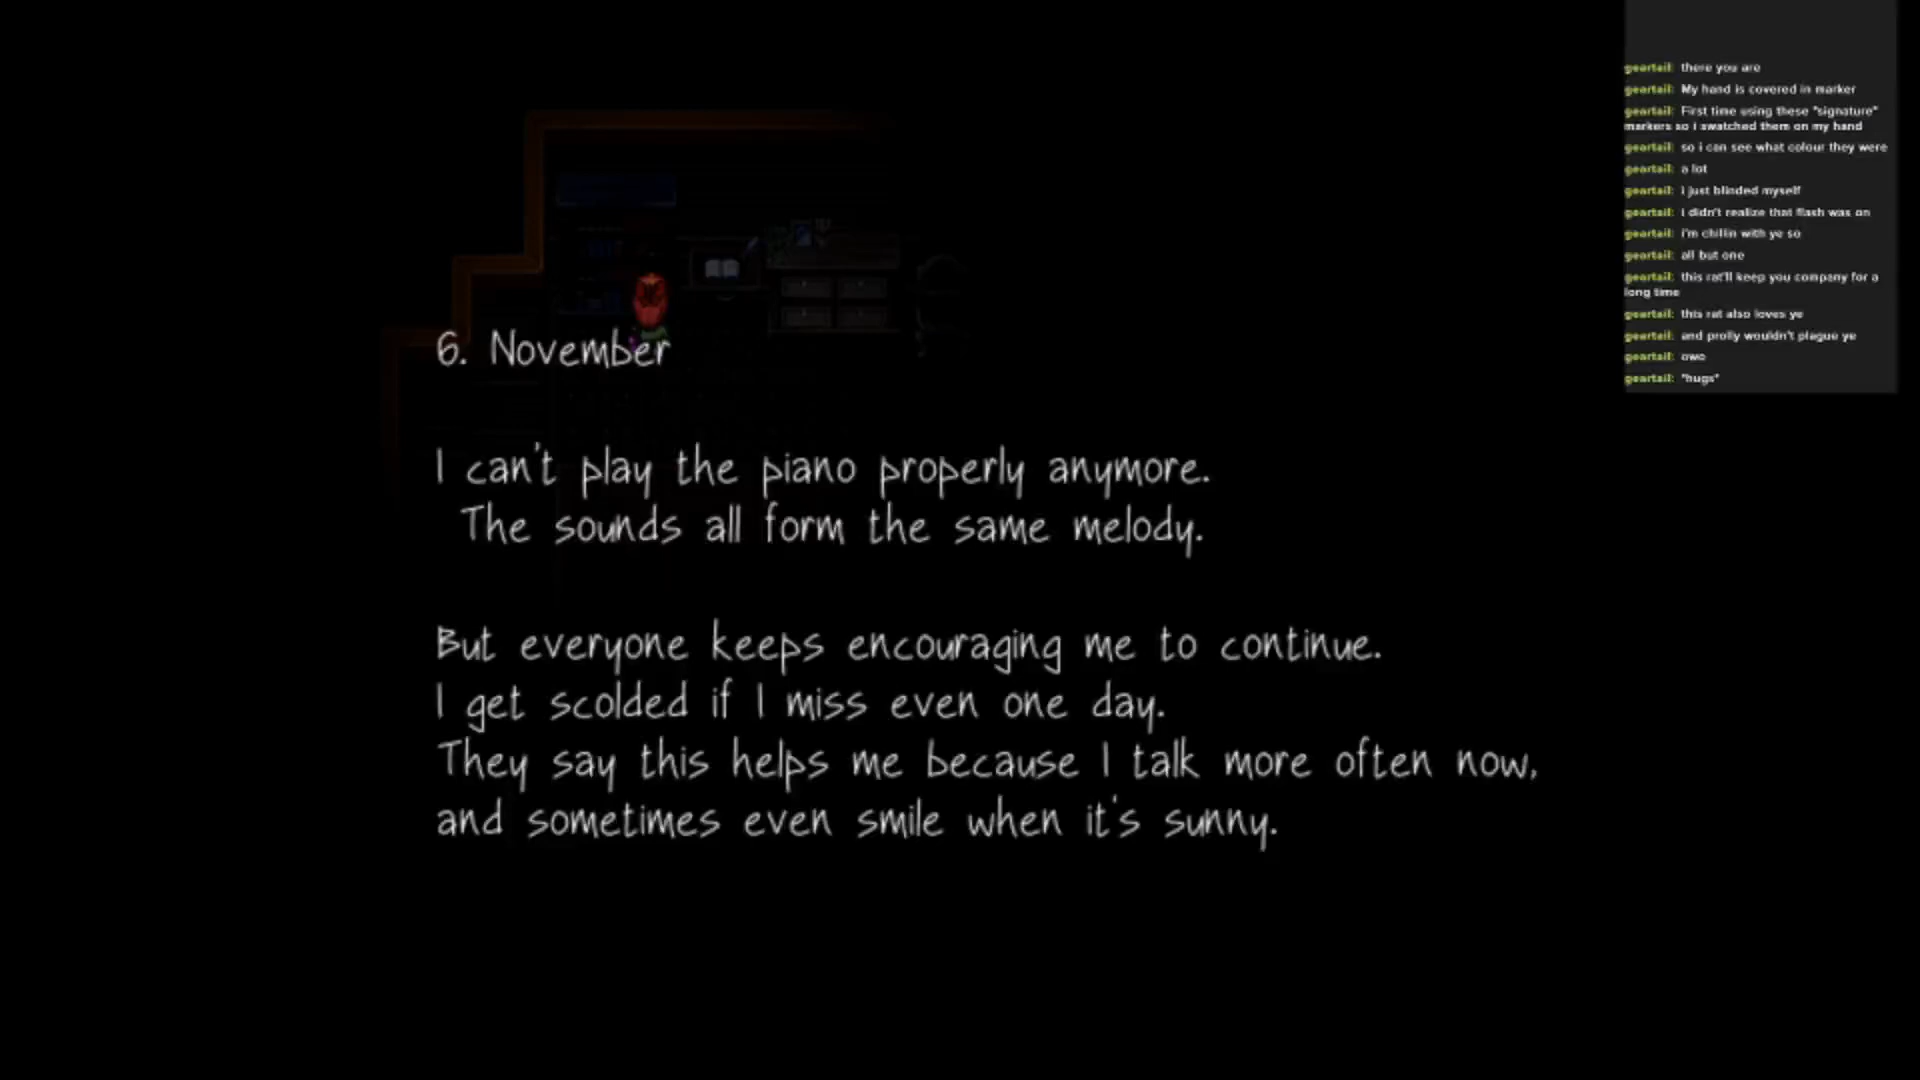 geartail: there you are
geartail: My hand is covered in marker
geartail: First time using these "signature"
markers so i swatched them on my hand
geartail: so i can see what colour they were
geartail: a lot
geartail: i just blinded myself
geartail: i didn't realize that flash was on
geartail: i'm chillin with ye so
geartail: all but one
geartail: this rat'll keep you company for a
long time
geartail: this rat also loves ye
geartail: and prolly wouldn't plague ye
geartail: owo
geartail: *hugs*
6. November
I can't play the piano properly anymore.
The sounds all form the same melody.
But everyone keeps encouraging me to continue.
I get scolded if I miss even one day.
They say this helps me because I talk more often now,
and sometimes even smile when it's sunny.